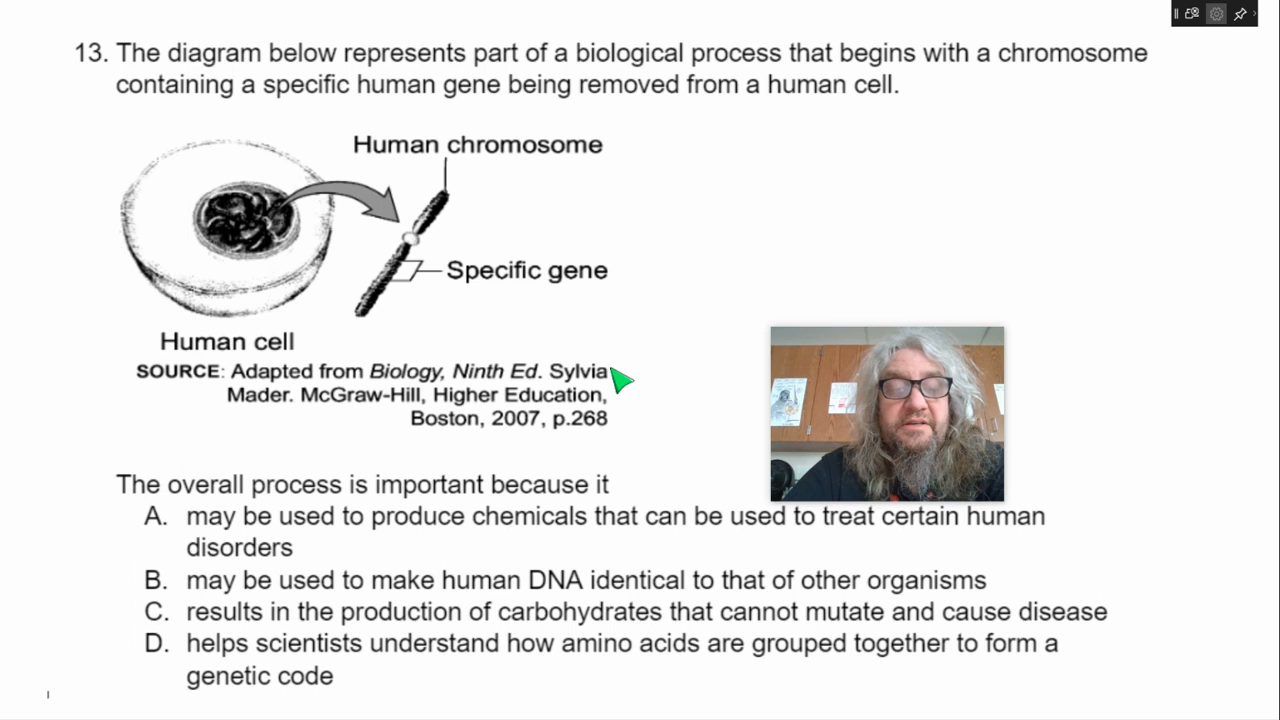 13. The diagram below represents part of a biological process that begins with a chromosome
containing a specific human gene being removed from a human cell.
Human chromosome
Specific gene
Human cell
SOURCE: Adapted from Biology, Ninth Ed. Sylvia
Mader. McGraw-Hill, Higher Education,
Boston, 2007, p.268
The overall process is important because it
A. may be used to produce chemicals that can be used to treat certain human
disorders
B. may be used to make human DNA identical to that of other organisms
C. results in the production of carbohydrates that cannot mutate and cause disease
D. helps scientists understand how amino acids are grouped together to form a
genetic code